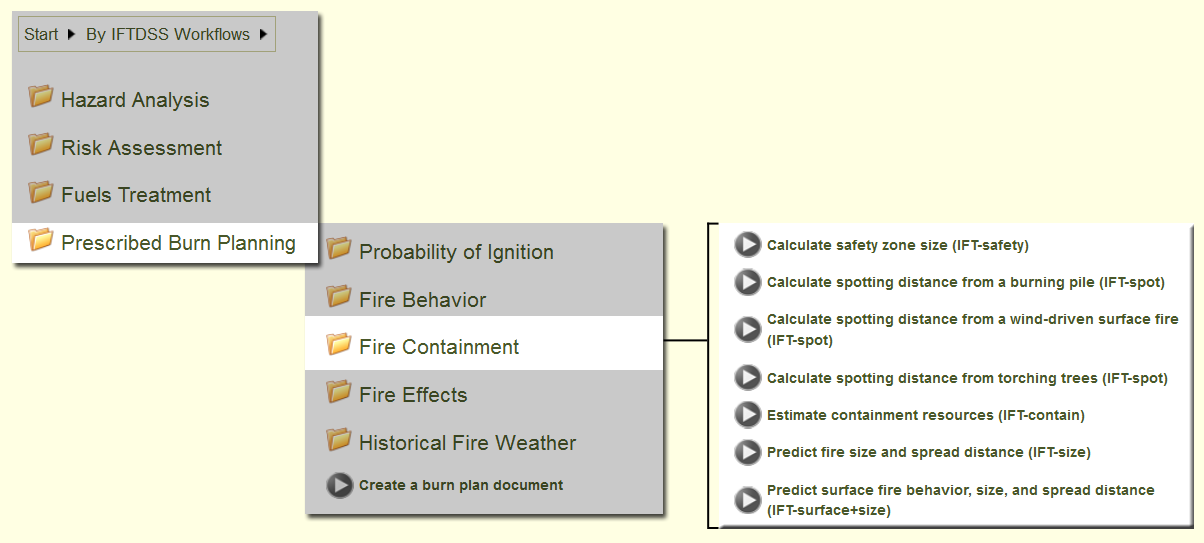 Start By IFTDSS Workflows
Hazard Analysis
Risk Assessment
Fuels Treatment
Prescribed Burn Planning
Probability of Ignition
Fire Behavior
Fire Containment
Fire Effects
Historical Fire Weather
Create a burn plan document
Calculate safety zone size (IFT-safety)
Calculate spotting distance from a burning pile (IFT-spot)
Calculate spotting distance from a wind-driven surface fire
(IFT-spot)
Calculate spotting distance from torching trees (IFT-spot)
Estimate containment resources (IFT-contain)
Predict fire size and spread distance (IFT-size)
Predict surface fire behavior, size, and spread distance
(IFT-surface+size)